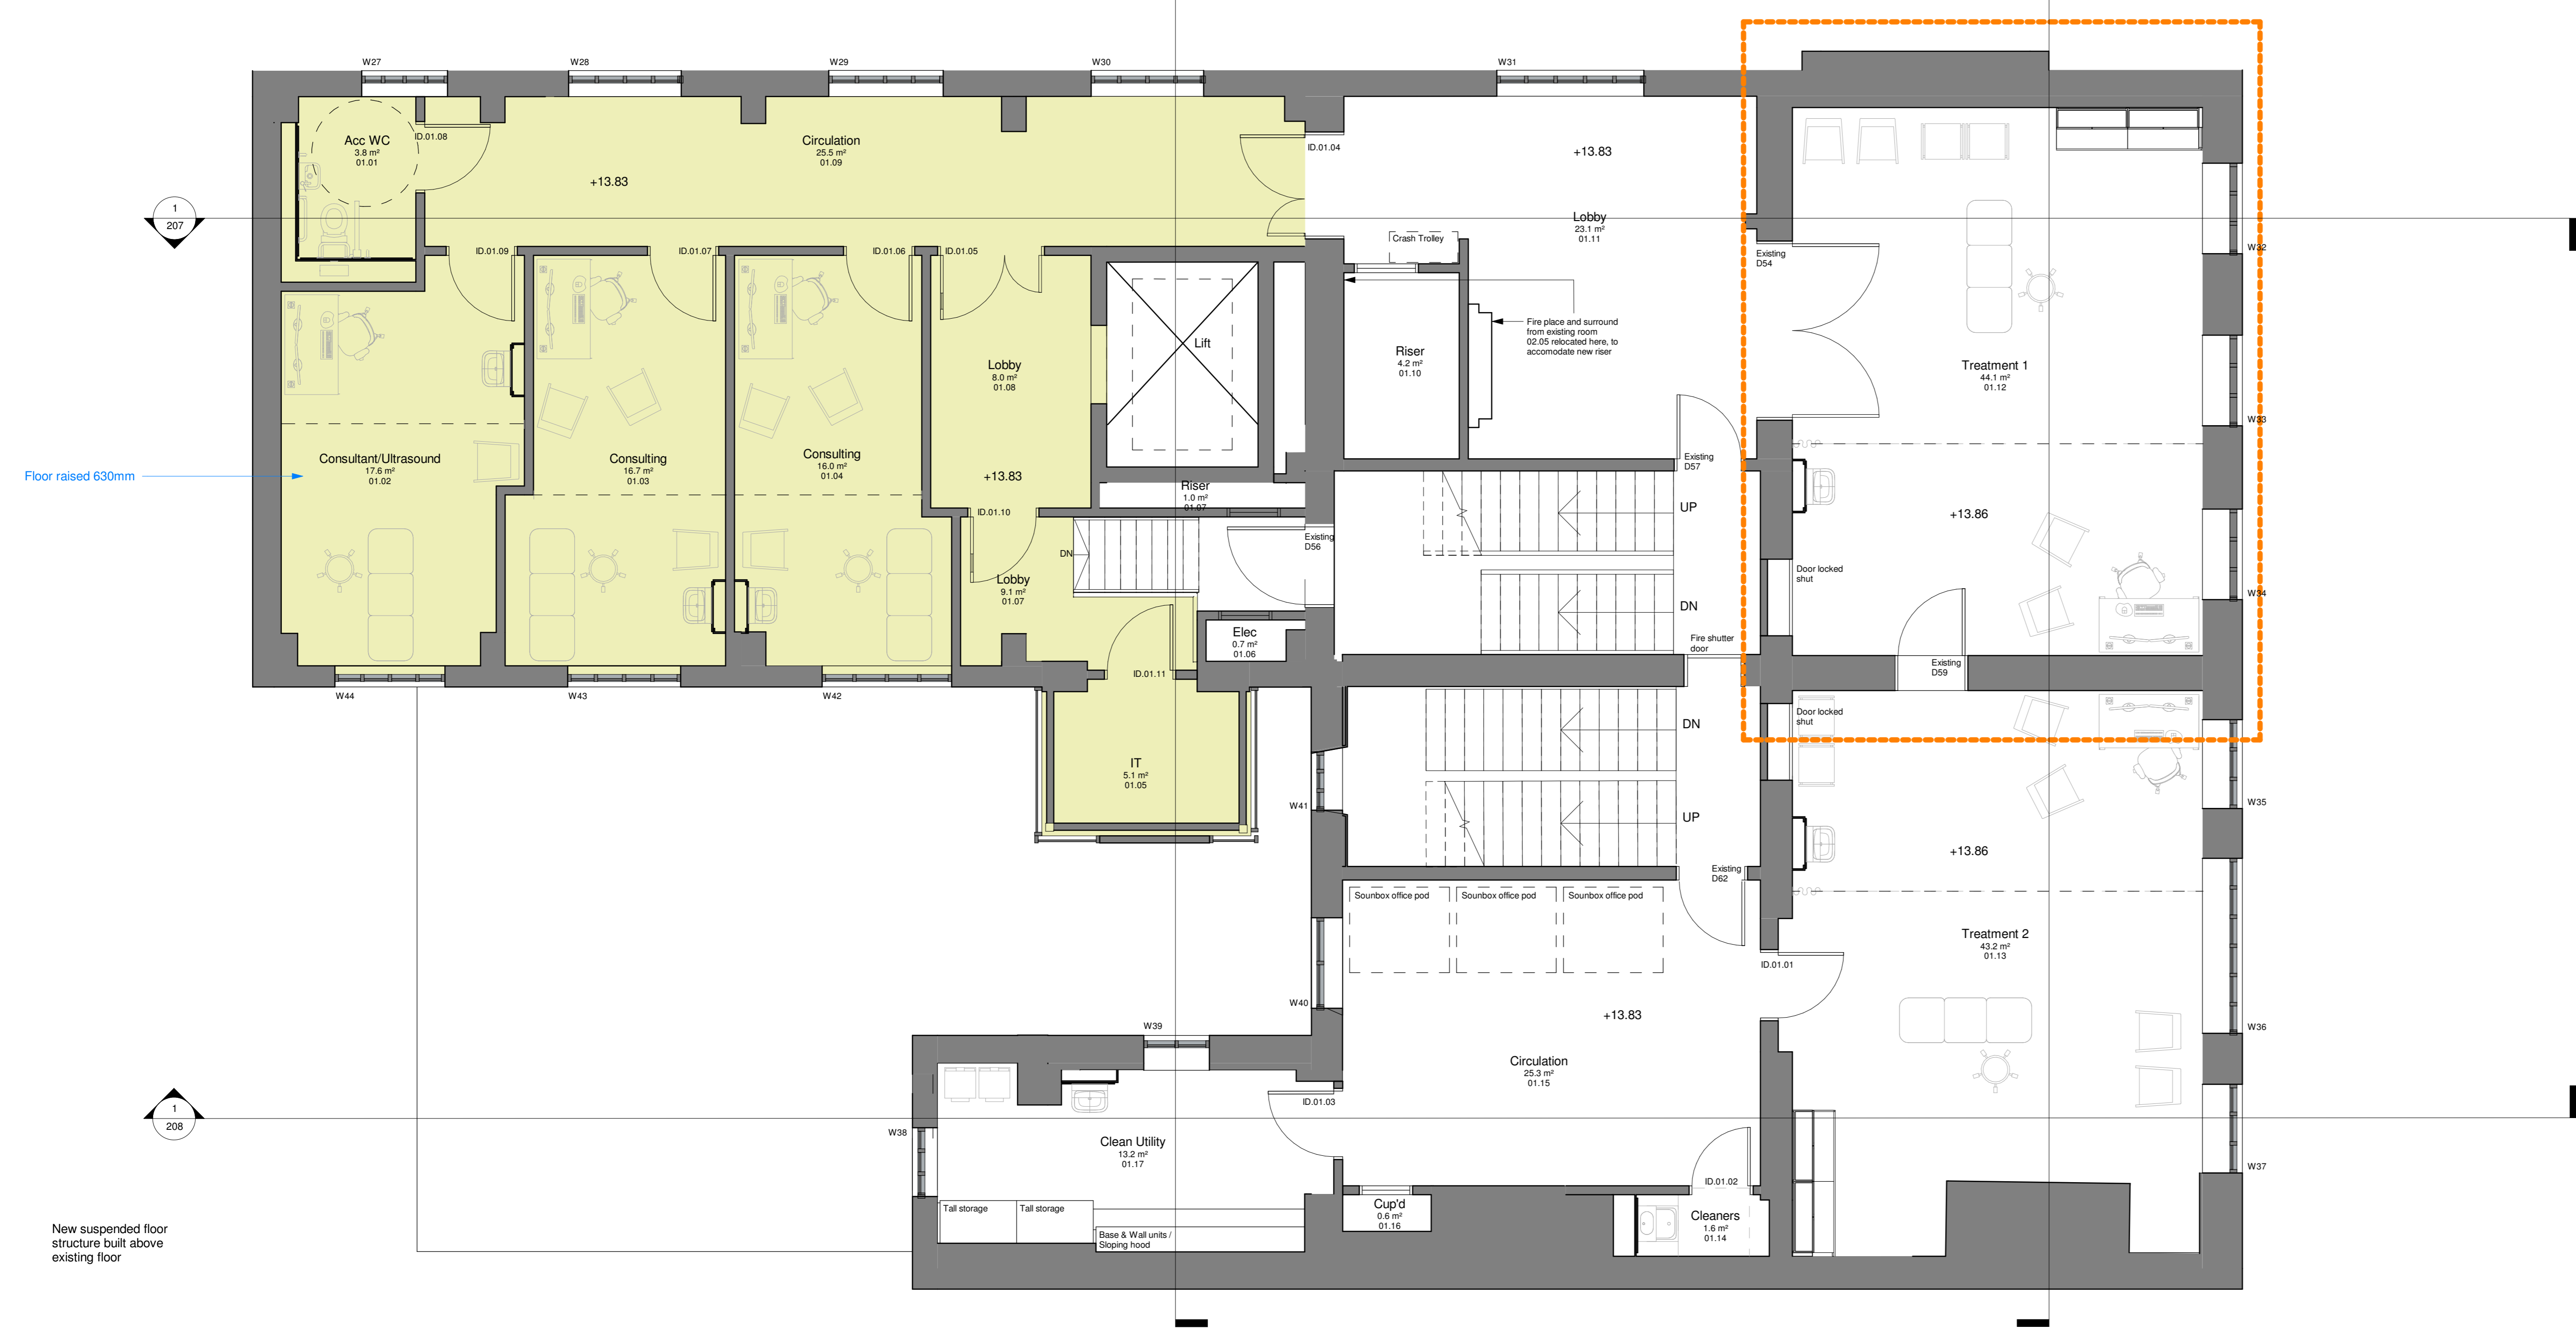 W27
W28
W29
W30
W31
Acc WC
3.8 m²
01.01
ID.01.08
Circulation
25.5 m²
01.09
+13.83
ID.01.04
+13.83
1
207
Lobby
23.1 m²
01.11
Crash Trolley
W32
ID.01.09
ID.01.07
ID.01.06
ID.01.05
Existing
D54
Lift
Fire place and surround
from existing room
02.05 relocated here, to
accomodate new riser
Riser
4.2 m²
01.10
Lobby
8.0 m²
01.08
Treatment 1
44.1 m²
01.12
W33
Floor raised 630mm
Consultant/Ultrasound
17.6 m²
01.02
Consulting
16.7 m²
01.03
Consulting
16.0 m²
01.04
+13.83
Existing
D57
Riser
1.0 m²
01.07
ID.01.10
UP
+13.86
Existing
D56
DN
Lobby
9.1 m²
01.07
Door locked
shut
W34
DN
Elec
0.7 m²
01.06
Fire shutter
door
ID.01.11
Existing
D59
W44
W43
W42
Door locked
shut
DN
IT
5.1 m²
01.05
W41
W35
UP
+13.86
Existing
D62
Sounbox office pod
Sounbox office pod
Sounbox office pod
Treatment 2
43.2 m²
01.13
ID.01.01
W40
+13.83
W39
W36
Circulation
25.3 m²
01.15
ID.01.03
1
208
W38
Clean Utility
13.2 m²
01.17
W37
ID.01.02
Tall storage
Tall storage
Cup'd
0.6 m²
01.16
Cleaners
1.6 m²
01.14
Base & Wall units /
Sloping hood
New suspended floor
structure built above
existing floor